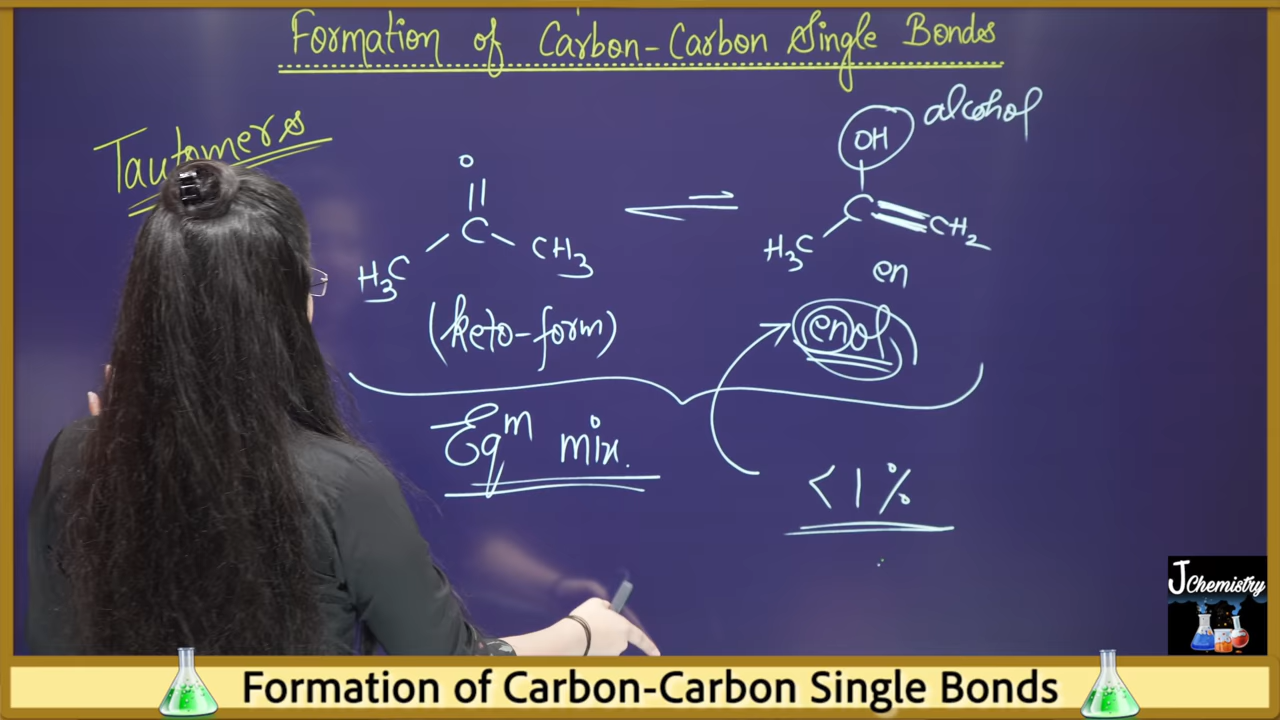 Formation of Carbon-Carbon Single Bonds
Tautomers
O
C
H3C
CH3
(keto-form)
OH
alcohol
C
CH2
H3C
en
enol
Eqm mix.
<1%
J Chemistry
Formation of Carbon-Carbon Single Bonds